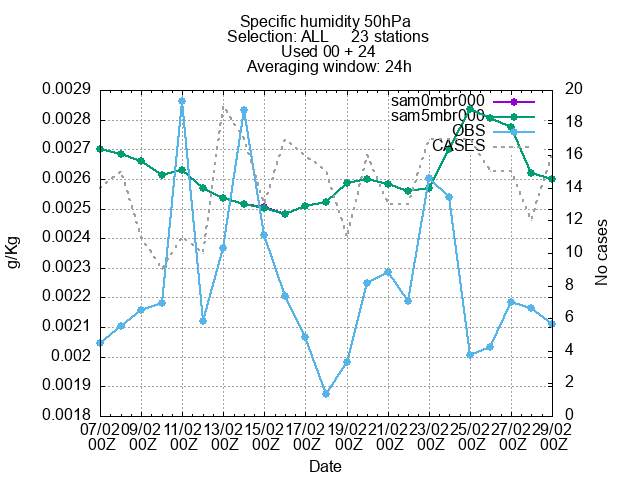 Specific humidity 50hPa
Selection: ALL 23 stations
Used 00 + 24
Averaging window: 24h
sam0mbr000
sam5mbr000
OBS
CASES
0.0029
0.0028
0.0027
0.0026
0.0025
0.0024
0.0023
0.0022
0.0021
0.002
0.0019
0.0018
20
18
16
14
12
10
8
6
4
2
0
g/Kg
No cases
07/02 09/02 11/02 13/02 15/02 17/02 19/02 21/02 23/02 25/02 27/02 29/02
00Z 00Z 00Z 00Z 00Z 00Z 00Z 00Z 00Z 00Z 00Z 00Z
Date